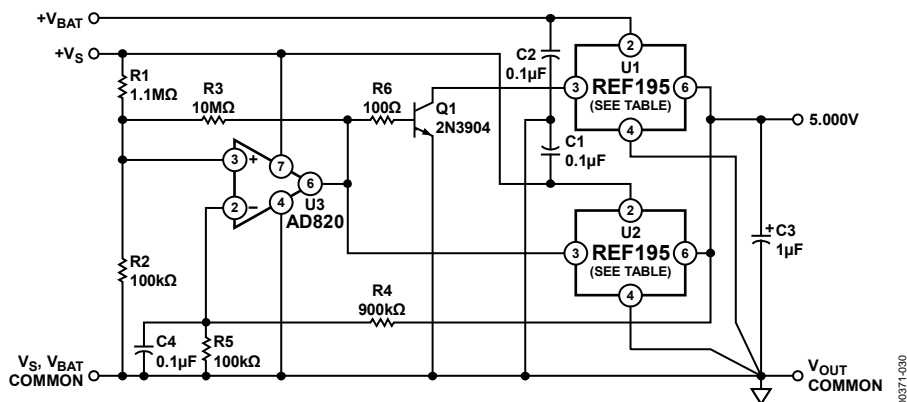 +VBAT
+VS
R1
1.1MΩ
R3
10MΩ
R6
100Ω
Q1
2N3904
C2
0.1µF
2
U1
REF195
(SEE TABLE)
3
6
4
5.000V
C1
0.1µF
3
+
7
6
2
–
4
U3
AD820
2
U2
REF195
(SEE TABLE)
3
6
4
+
C3
1µF
R2
100kΩ
R4
900kΩ
C4
0.1µF
R5
100kΩ
VS, VBAT
COMMON
VOUT
COMMON
00371-030